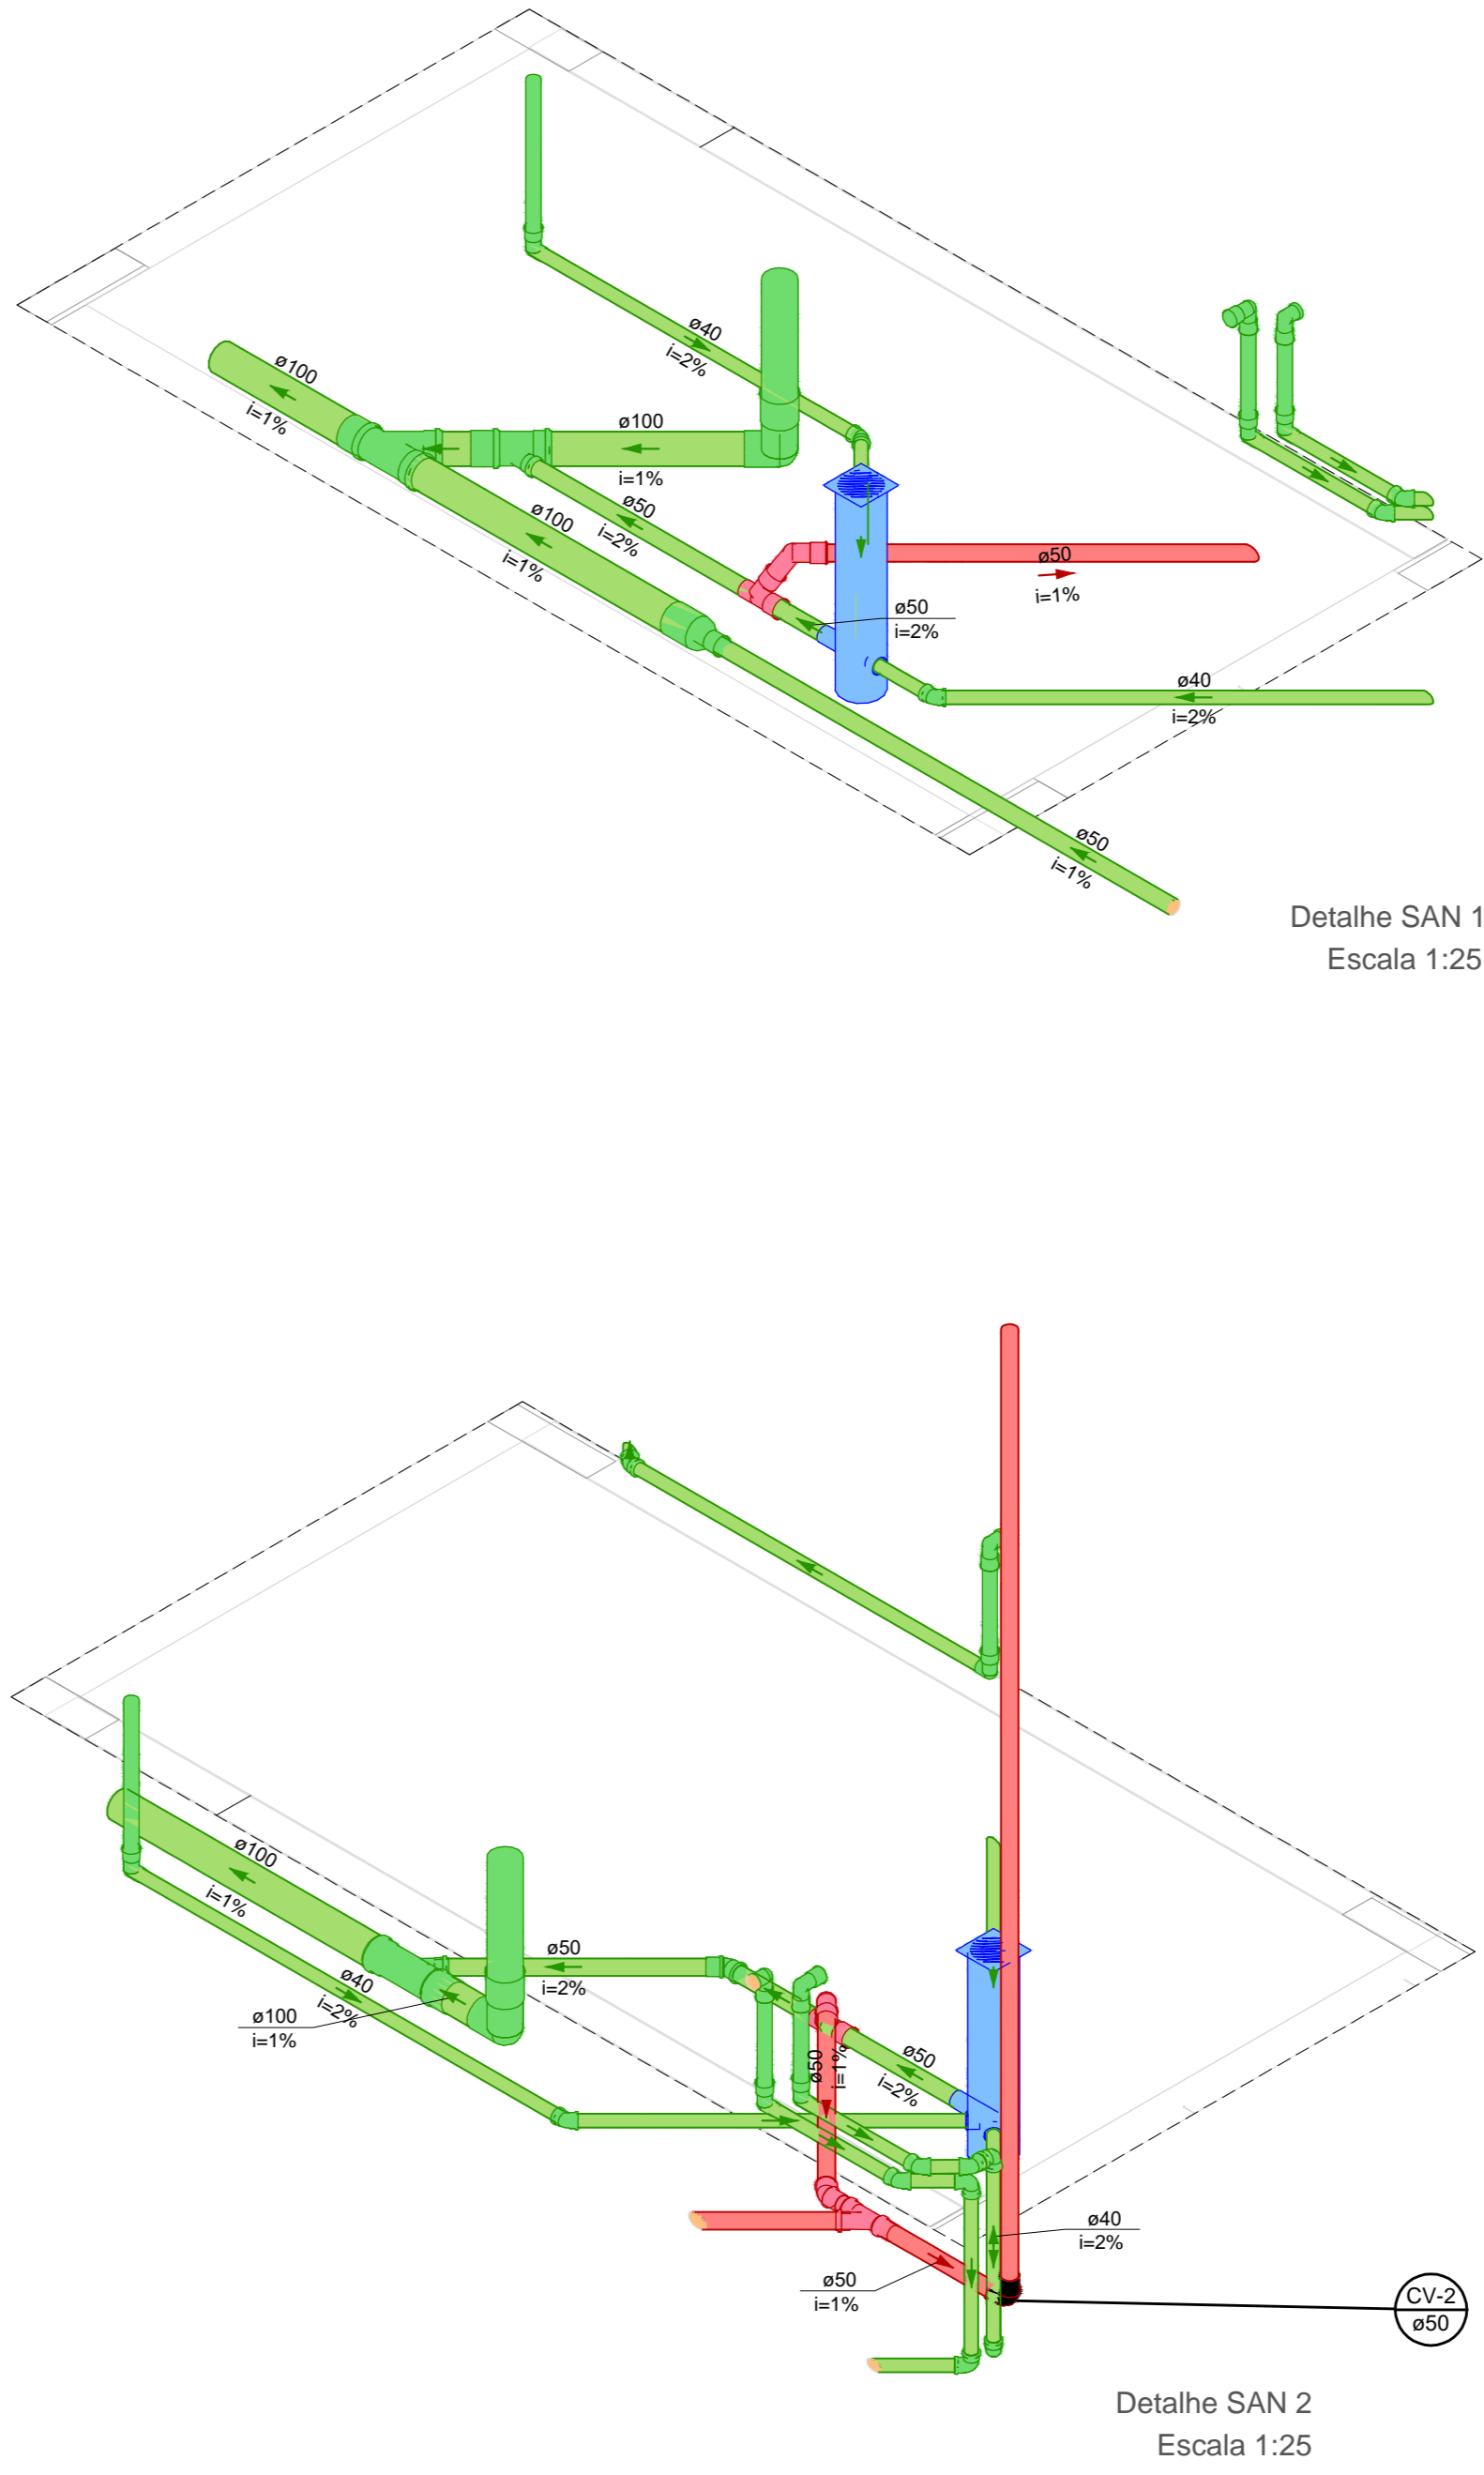 ø40
i=2%
ø100
i=1%
ø100
i=1%
ø50
i=2%
ø100
i=1%
ø50
i=1%
ø50
i=2%
ø40
i=2%
ø50
i=1%
Detalhe SAN 1
Escala 1:25
ø100
i=1%
ø50
i=2%
ø40
i=2%
ø100
i=1%
ø50
i=1%
ø50
i=2%
ø40
i=2%
ø50
i=1%
CV-2
ø50
Detalhe SAN 2
Escala 1:25